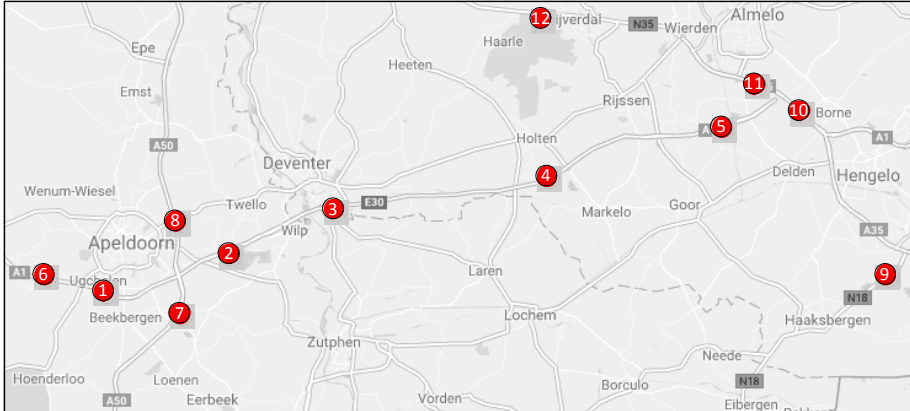 12
ijverdal
N35
Almelo
Wierden
Haarle
Epe
Heeten
11
Emst
Rijssen
10
Borne
5
A50
Holten
A1
Deventer
4
Delden
Hengelo
Wenum-Wiesel
Twello
3
E30
Markelo
Goor
8
Wilp
A35
Apeldoorn
2
A1
6
Ugchelen
1
Laren
9
N18
Beekbergen
7
Lochem
Haaksbergen
Zutphen
Neede
Hoenderloo
Loenen
N18
Borculo
A50
Eerbeek
Vorden
Eibergen